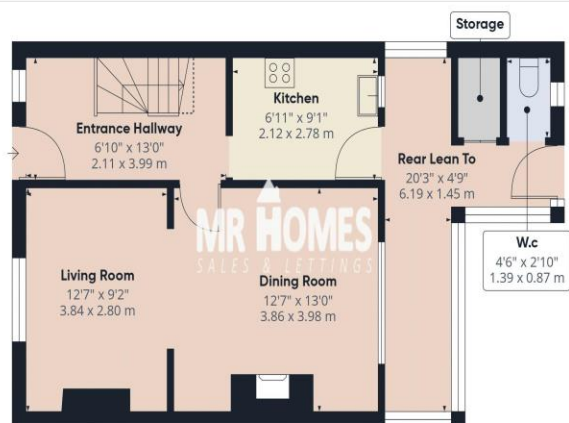 Storage
Kitchen
6'11" x 9'1"
2.12 x 2.78 m
Entrance Hallway
6'10" x 13'0"
2.11 x 3.99 m
Rear Lean To
20'3" x 4'9"
6.19 x 1.45 m
MR HOMES
SALES & LETTINGS
W.c
4'6" x 2'10"
1.39 x 0.87 m
Living Room
12'7" x 9'2"
3.84 x 2.80 m
Dining Room
12'7" x 13'0"
3.86 x 3.98 m